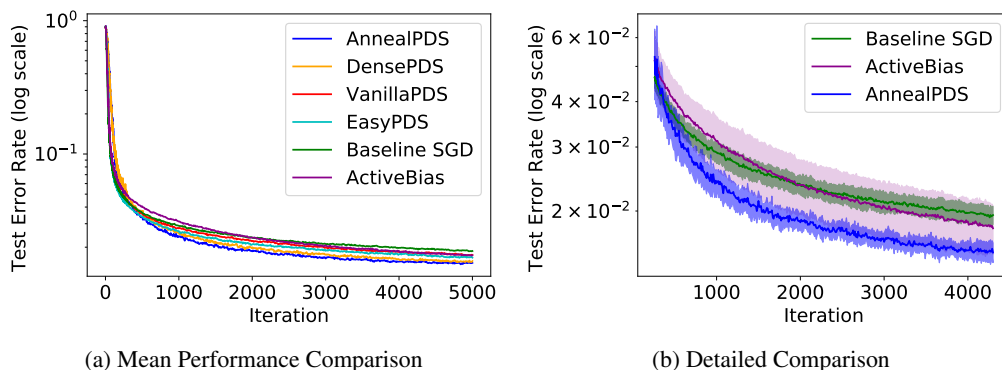 Test Error Rate (log scale)
10⁰
10⁻¹
AnnealPDS
DensePDS
VanillaPDS
EasyPDS
Baseline SGD
ActiveBias
0 1000 2000 3000 4000 5000
Iteration
(a) Mean Performance Comparison
Test Error Rate (log scale)
6 × 10⁻²
4 × 10⁻²
3 × 10⁻²
2 × 10⁻²
Baseline SGD
ActiveBias
AnnealPDS
1000 2000 3000 4000
Iteration
(b) Detailed Comparison